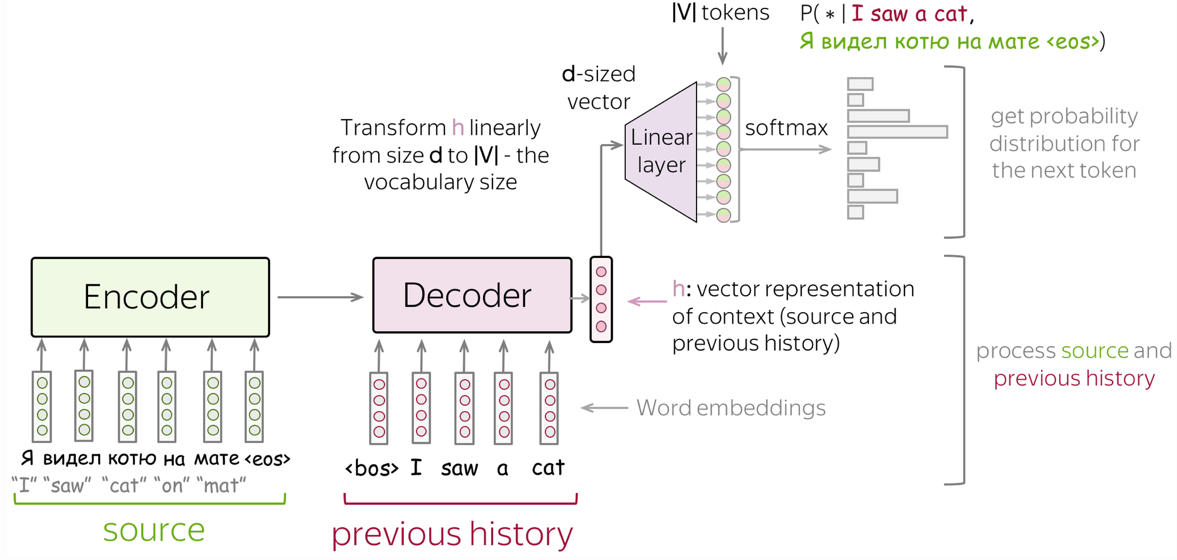 |V| tokens
P( * | I saw a cat,
Я видел котю на мате <eos>)
d-sized
vector
Transform h linearly
from size d to |V| - the
vocabulary size
Linear
layer
softmax
get probability
distribution for
the next token
Encoder
Decoder
h: vector representation
of context (source and
previous history)
process source and
previous history
Word embeddings
Я видел котю на мате <eos>
"I" "saw" "cat" "on" "mat"
<bos> I saw a cat
source
previous history